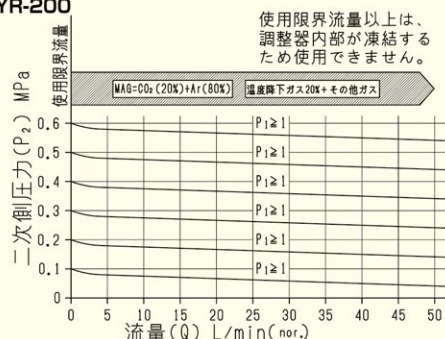 YR-200
使用限界流量以上は、
調整器内部が凍結する
ため使用できません。
使用限界流量
MAG=CO₂(20%)+Ar(80%)
温度降下ガス20%+その他ガス
二次側圧力(P₂) MPa
0.6
0.5
0.4
0.3
0.2
0.1
0
P₁≧1
P₁≧1
P₁≧1
P₁≧1
P₁≧1
P₁≧1
0 5 10 15 20 25 30 35 40 45 50
流量(Q) L/min(nor.)